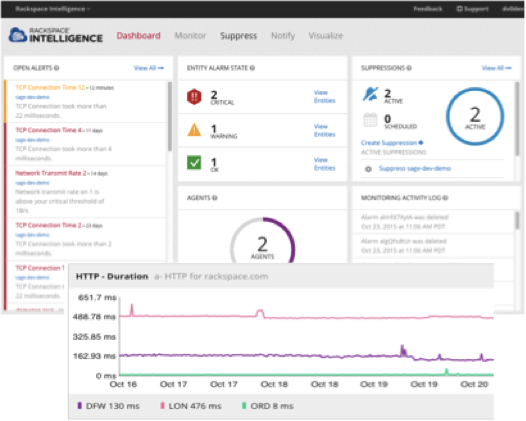 Rackspace Intelligence
Feedback
Support
RACKSPACE
INTELLIGENCE
Dashboard
Monitor
Suppress
Notify
Visualize
OPEN ALERTS
View All →
TCP Connection Time 12 • 12 minutes
sage-dev-demo
TCP Connection took more than
22 milliseconds.
TCP Connection Time 4 • 11 days
sage-dev-demo
TCP Connection took more than 4
milliseconds.
Network Transmit Rate 2 • 14 days
sage-dev-demo
Network transmit rate on 1 is
above your critical threshold of
1B/s
TCP Connection Time 2 • 23 days
sage-dev-demo
TCP Connection took more than 2
milliseconds.
TCP Connection
sage-dev-demo
TCP Connection
22 milliseconds.
ENTITY ALARM STATE
2
CRITICAL
View
Entities
1
WARNING
View
Entities
1
OK
View
Entities
AGENTS
2
AGENTS
SUPPRESSIONS
View All →
2
ACTIVE
0
SCHEDULED
2
ACTIVE
Create Suppression
ACTIVE SUPPRESSIONS
Suppress sage-dev-demo
MONITORING ACTIVITY LOG
was deleted
Oct 23, 2015 at 11:06 AM PDT
was deleted
Oct 23, 2015 at 11:06 AM PDT
HTTP - Duration a- HTTP for rackspace.com
651.7 ms
488.78 ms
325.85 ms
162.93 ms
0 ms
Oct 16 Oct 17 Oct 17 Oct 18 Oct 18 Oct 19 Oct 19 Oct 20
DFW 130 ms LON 476 ms ORD 8 ms